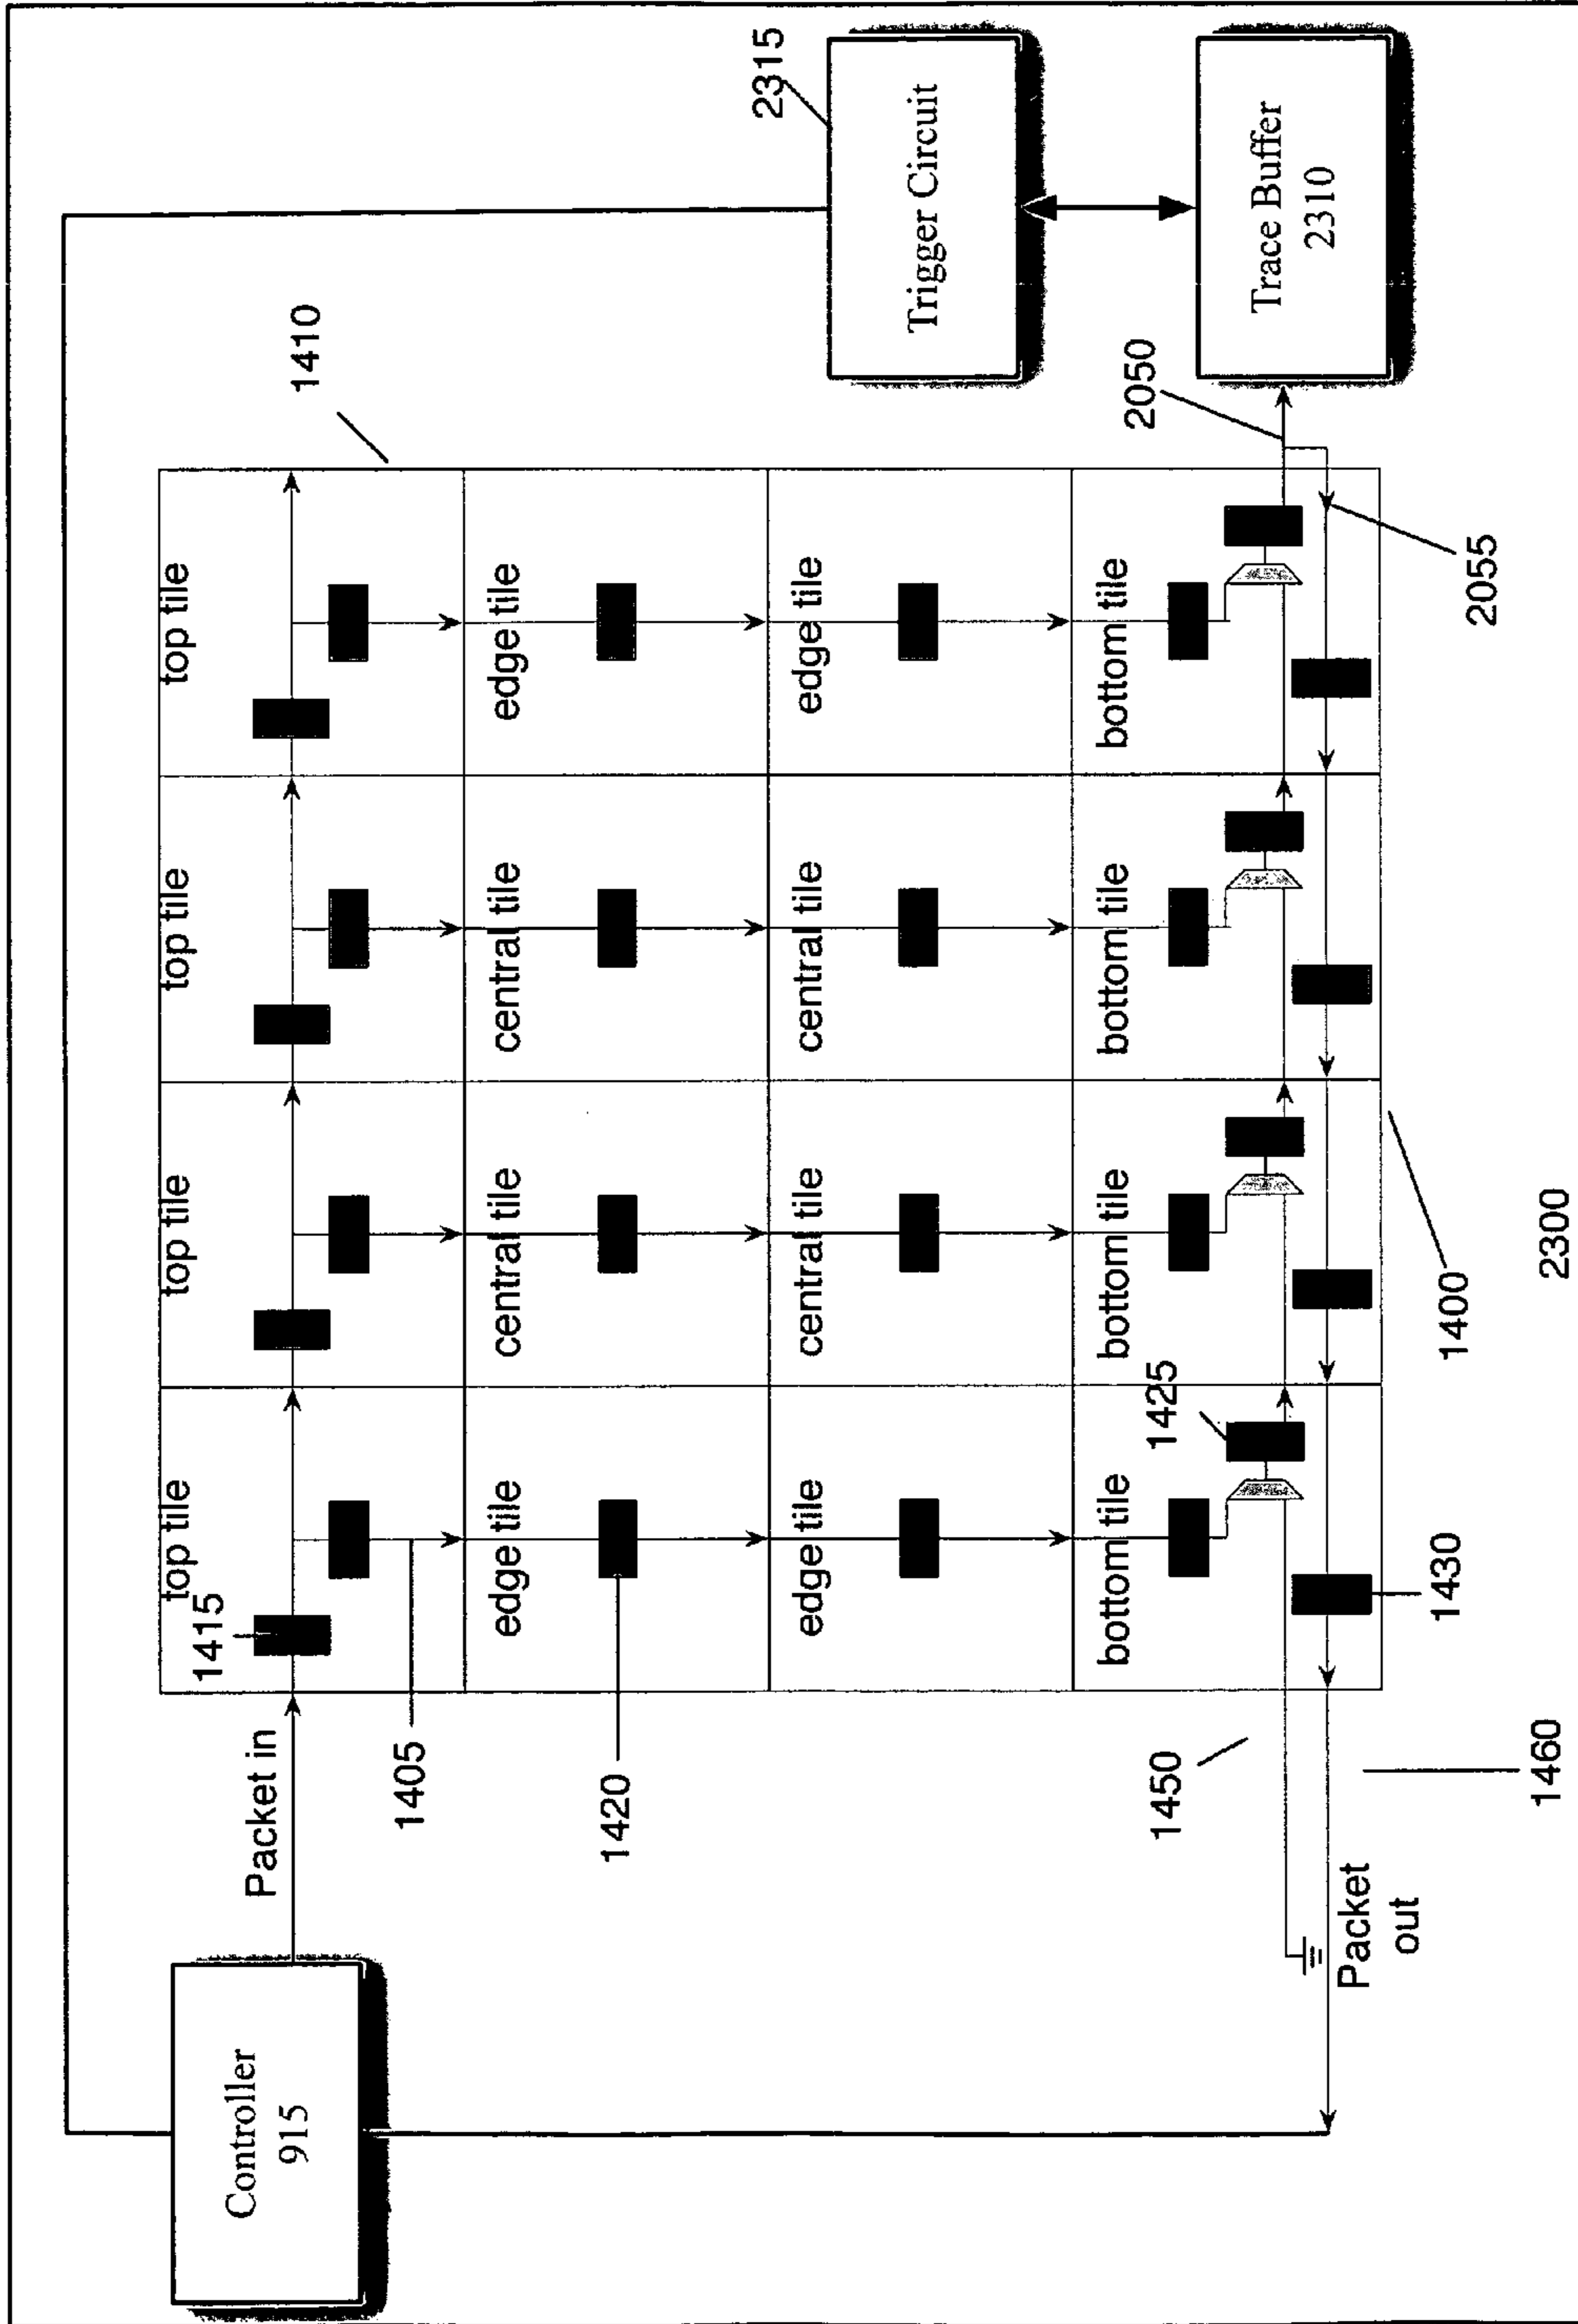 Controller
915
Packet in
1415
top tile
top tile
top tile
top tile
1410
1405
edge tile
central tile
central tile
edge tile
1420
edge tile
central tile
central tile
edge tile
Trigger Circuit
2315
bottom tile
bottom tile
bottom tile
bottom tile
1425
2050
Trace Buffer
2310
1450
Packet
out
1430
1460
1400
2055
2300